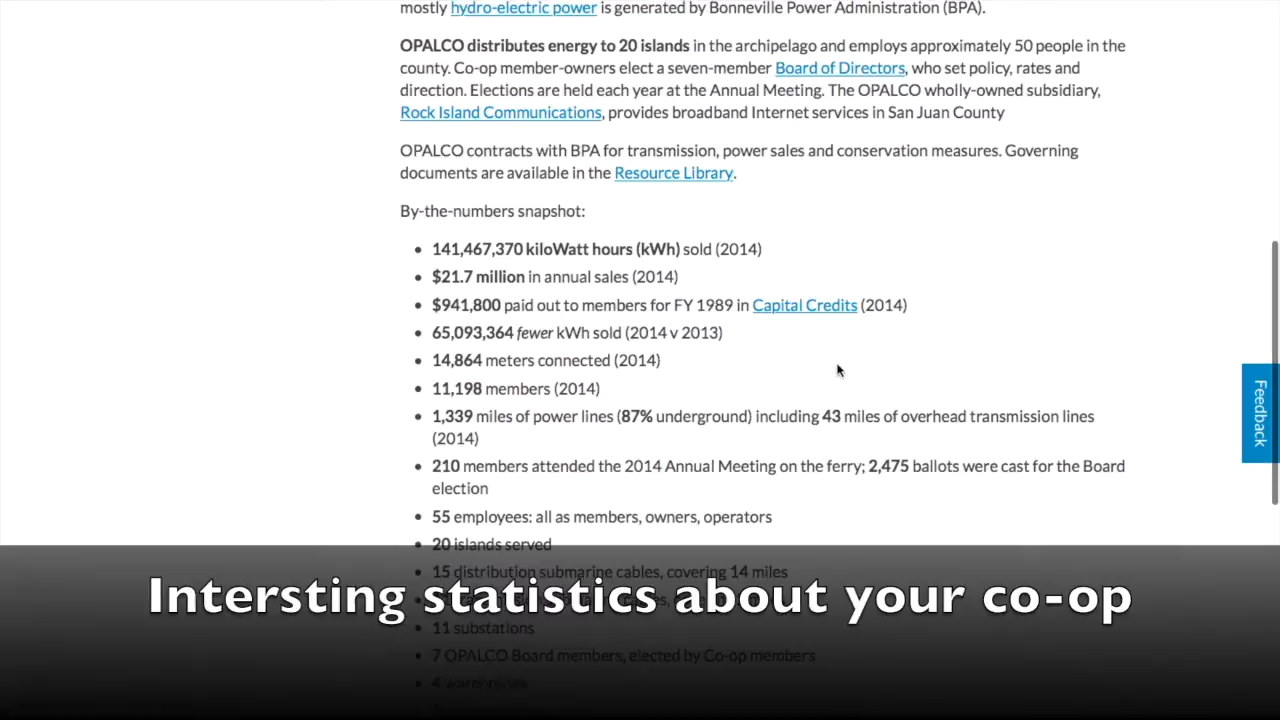 mostly hydro-electric power is generated by Bonneville Power Administration (BPA).
OPALCO distributes energy to 20 islands in the archipelago and employs approximately 50 people in the
county. Co-op member-owners elect a seven-member Board of Directors, who set policy, rates and
direction. Elections are held each year at the Annual Meeting. The OPALCO wholly-owned subsidiary,
Rock Island Communications, provides broadband Internet services in San Juan County
OPALCO contracts with BPA for transmission, power sales and conservation measures. Governing
documents are available in the Resource Library.
By-the-numbers snapshot:
• 141,467,370 kiloWatt hours (kWh) sold (2014)
• $21.7 million in annual sales (2014)
• $941,800 paid out to members for FY 1989 in Capital Credits (2014)
• 65,093,364 fewer kWh sold (2014 v 2013)
• 14,864 meters connected (2014)
• 11,198 members (2014)
• 1,339 miles of power lines (87% underground) including 43 miles of overhead transmission lines
(2014)
• 210 members attended the 2014 Annual Meeting on the ferry; 2,475 ballots were cast for the Board
election
• 55 employees: all as members, owners, operators
• 20 islands served
• 15 distribution submarine cables, covering 14 miles
Intersting statistics about your co-op
• 11 substations
• 7 OPALCO Board members, elected by Co-op members
• 4 warehouses
Feedback